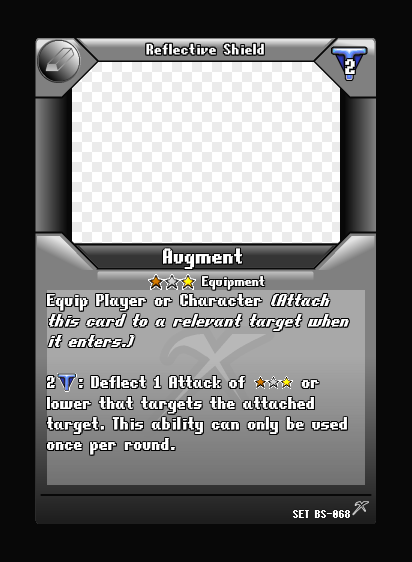 Reflective Shield
2
Augment
Equipment
Equip Player or Character (Attach
this card to a relevant target when
it enters.)
2 : Deflect 1 Attack of or
lower that targets the attached
target. This ability can only be used
once per round.
SET BS-068